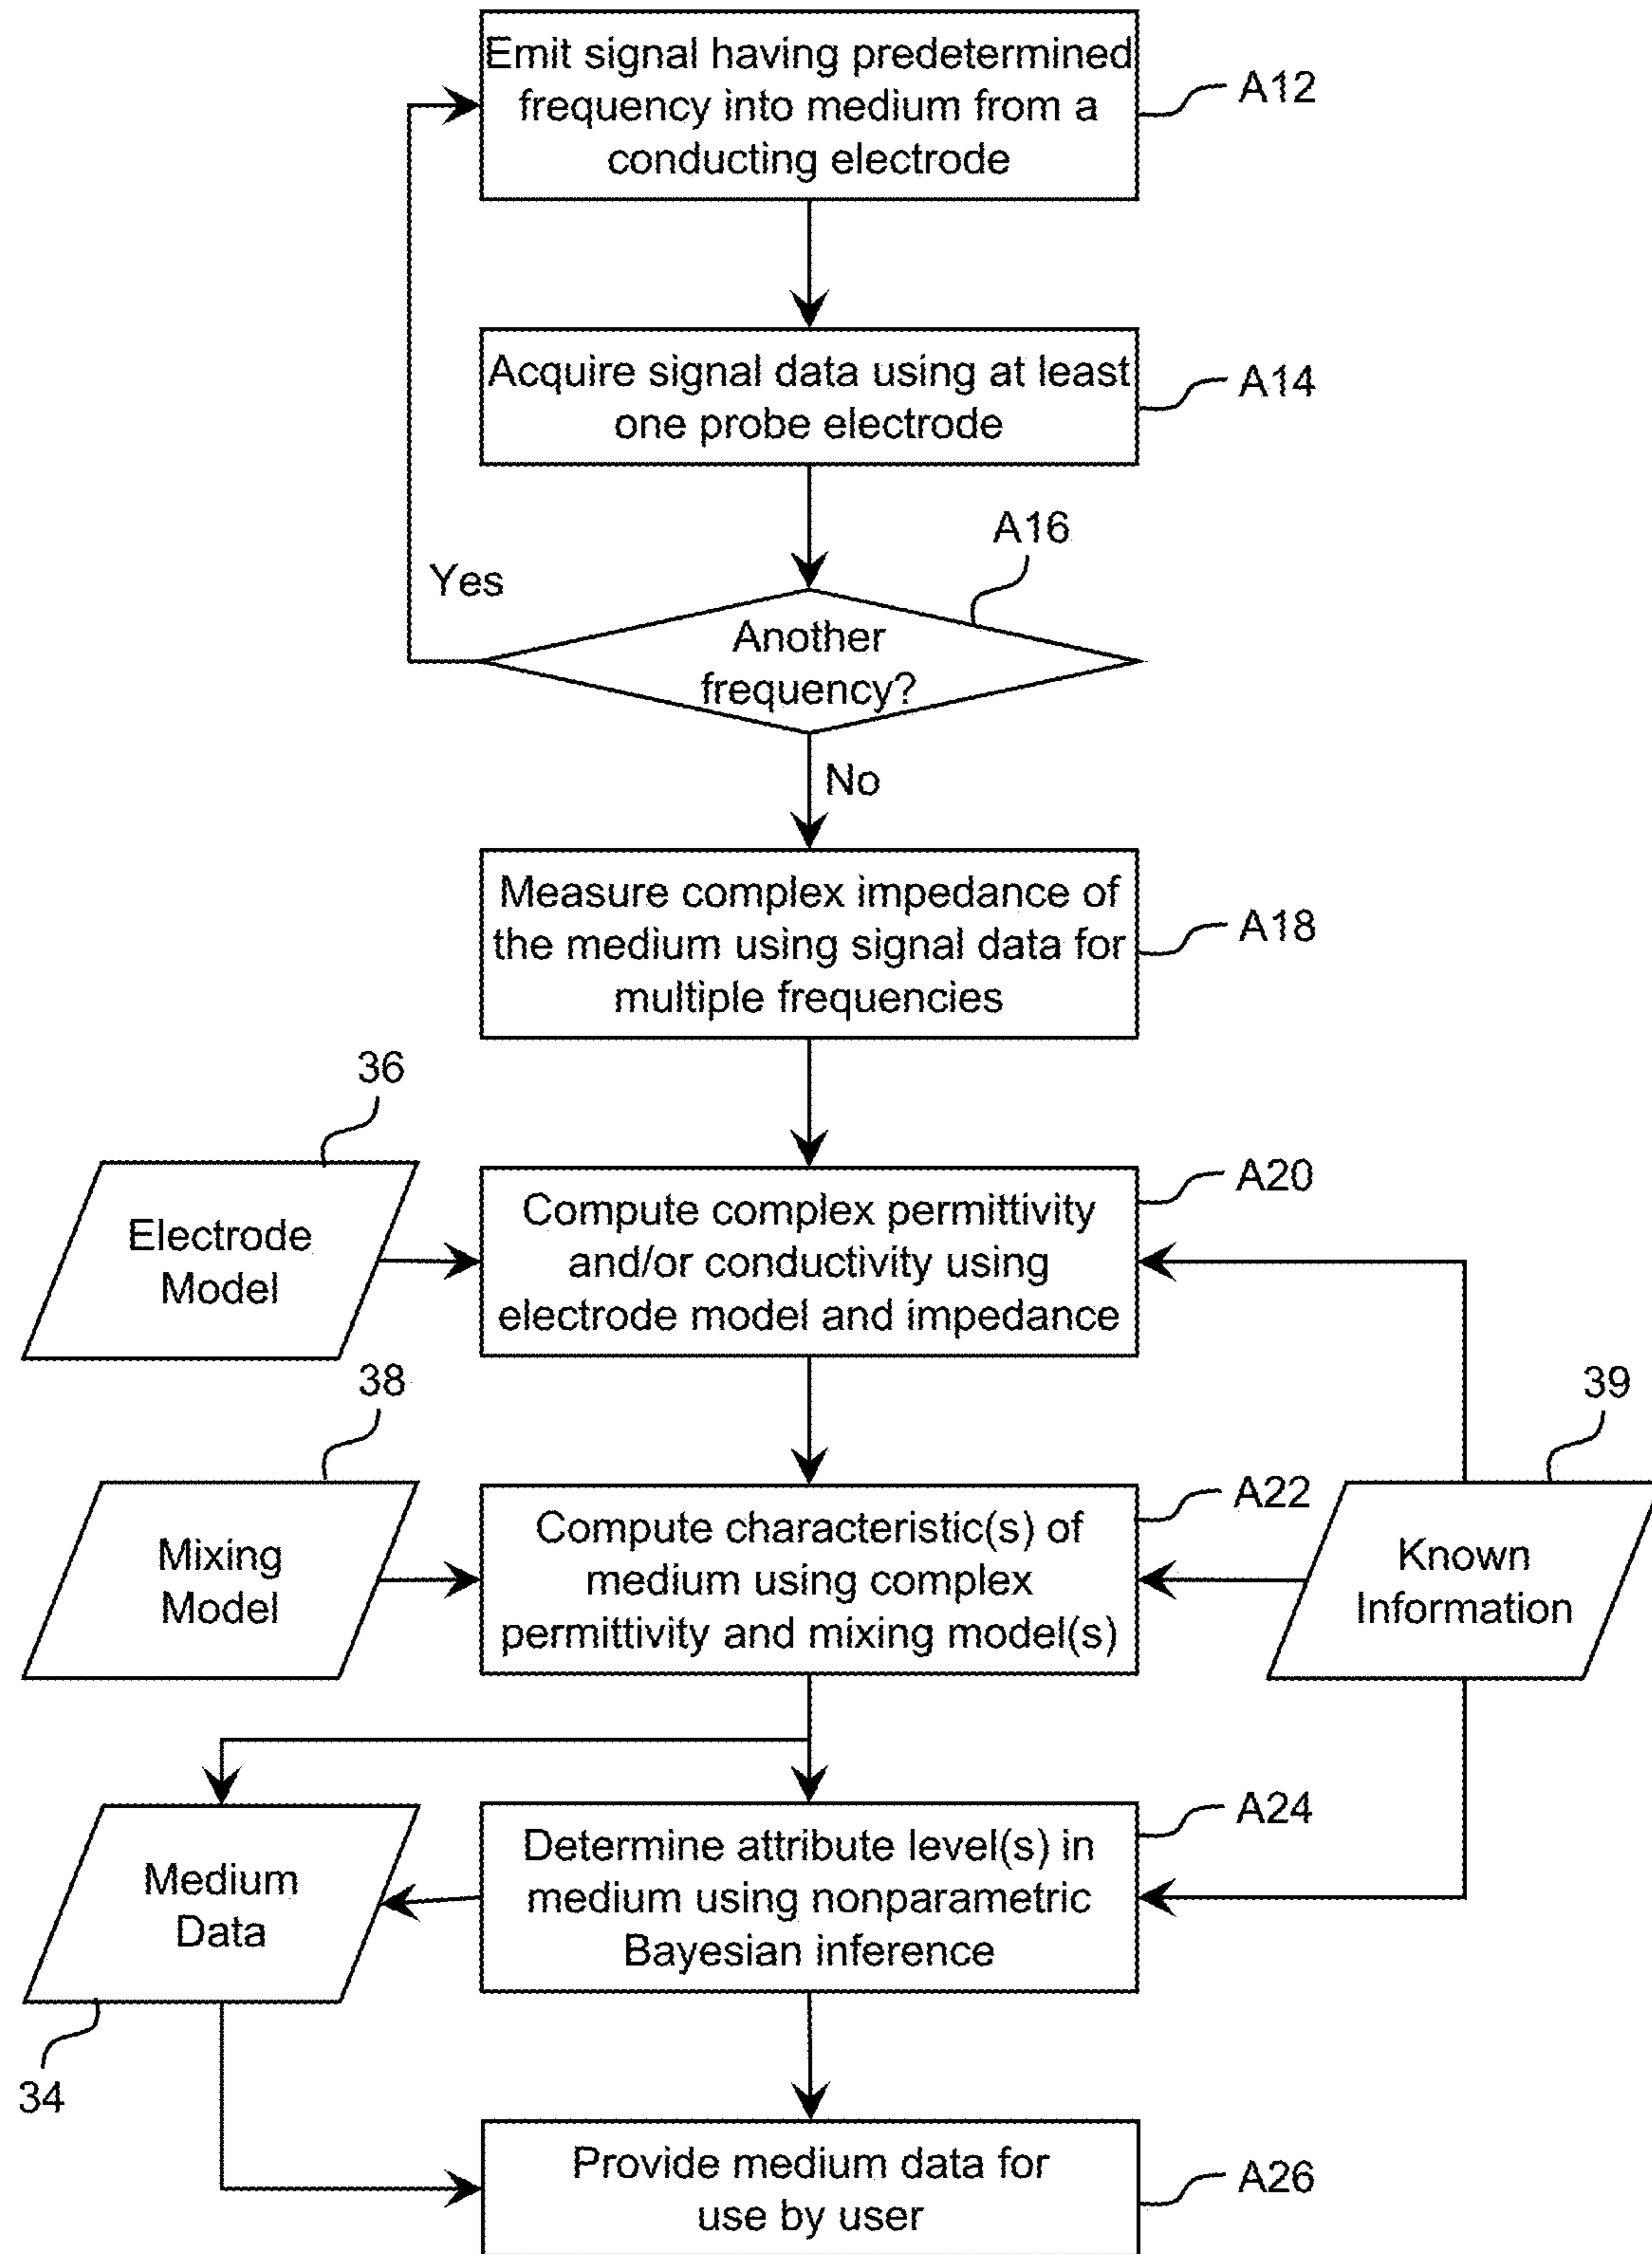 Emit signal having predetermined
frequency into medium from a
conducting electrode
A12
Acquire signal data using at least
one probe electrode
A14
A16
Yes
Another
frequency?
No
Measure complex impedance of
the medium using signal data for
multiple frequencies
A18
36
Electrode
Model
Compute complex permittivity
and/or conductivity using
electrode model and impedance
A20
38
39
Mixing
Model
Compute characteristic(s) of
medium using complex
permittivity and mixing model(s)
A22
Known
Information
Medium
Data
34
Determine attribute level(s) in
medium using nonparametric
Bayesian inference
A24
Provide medium data for
use by user
A26